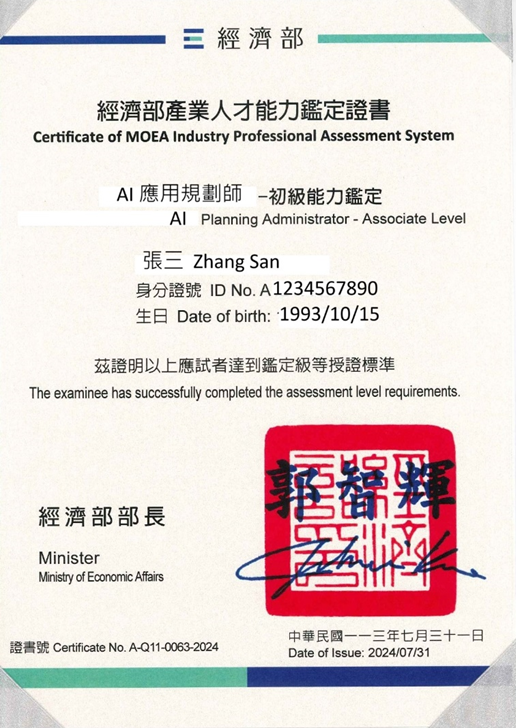 經濟部
經濟部產業人才能力鑑定證書
Certificate of MOEA Industry Professional Assessment System
AI 應用規劃師 –初級能力鑑定
AI Planning Administrator - Associate Level
張三 Zhang San
身分證號 ID No. A1234567890
生日 Date of birth: 1993/10/15
茲證明以上應試者達到鑑定級等授證標準
The examinee has successfully completed the assessment level requirements.
郭智輝
經濟部部長
Minister
Ministry of Economic Affairs
證書號 Certificate No. A-Q11-0063-2024
中華民國一一三年七月三十一日
Date of Issue: 2024/07/31